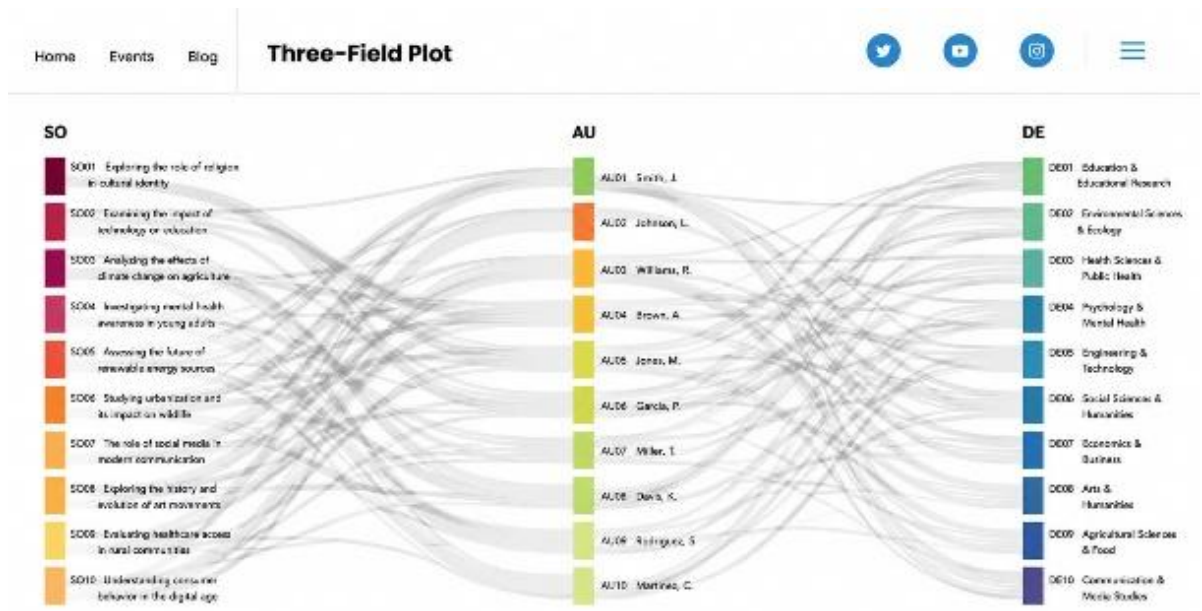 Home Events Blog Three-Field Plot
SO AU DE
SO01 Exploring the role of religion
in cultural identity
SO02 Examining the impact of
technology on education
SO03 Analyzing the effects of
climate change on agriculture
SO04 Investigating mental health
awareness in young adults
SO05 Assessing the future of
renewable energy sources
SO06 Studying urbanization and
its impact on wildlife
SO07 The role of social media in
modern communication
SO08 Exploring the history and
evolution of art movements
SO09 Evaluating healthcare access
in rural communities
SO10 Understanding consumer
behavior in the digital age
AU01 Smith, J.
AU02 Johnson, L.
AU03 Williams, R.
AU04 Brown, A.
AU05 Jones, M.
AU06 Garcia, P.
AU07 Miller, T.
AU08 Davis, K.
AU09 Rodriguez, S
AU10 Martinez, C.
DE01 Education &
Educational Research
DE02 Environmental Sciences
& Ecology
DE03 Health Sciences &
Public Health
DE04 Psychology &
Mental Health
DE05 Engineering &
Technology
DE06 Social Sciences &
Humanities
DE07 Economics &
Business
DE08 Arts &
Humanities
DE09 Agricultural Sciences
& Food
DE10 Communication &
Media Studies